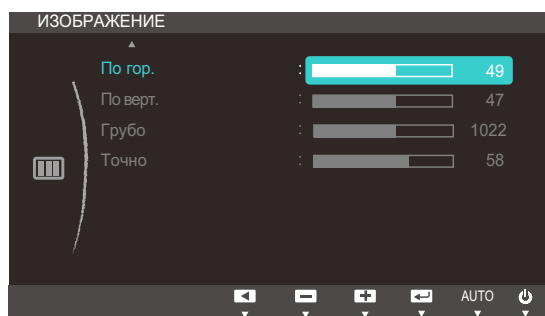 ИЗОБРАЖЕНИЕ
По гор. : 49
По верт. : 47
Грубо : 1022
Точно : 58
AUTO